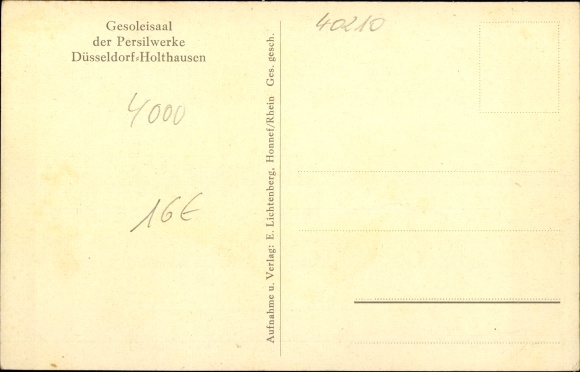 Gesoleisaal
der Persilwerke
Düsseldorf-Holthausen
4000
16€
Aufnahme u. Verlag: E. Lichtenberg, Honnef/Rhein Ges. gesch.
40210